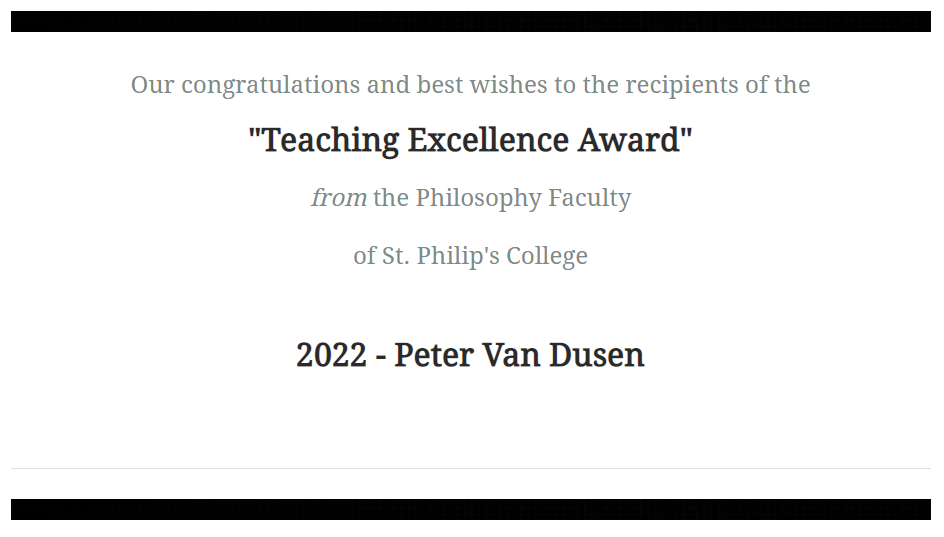 Our congratulations and best wishes to the recipients of the
"Teaching Excellence Award"
from the Philosophy Faculty
of St. Philip's College
2022 - Peter Van Dusen